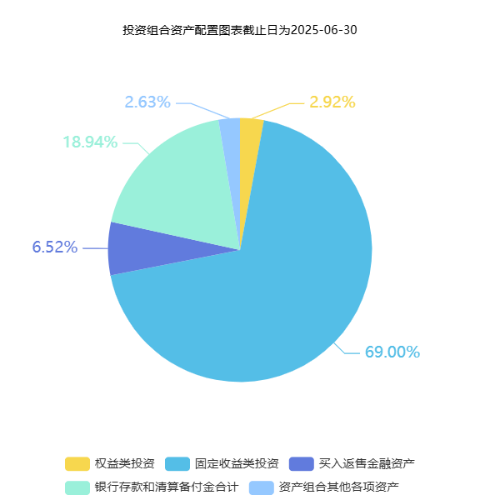 投资组合资产配置图表截止日为2025-06-30
2.63% 2.92%
18.94%
6.52%
69.00%
权益类投资 固定收益类投资 买入返售金融资产
银行存款和清算备付金合计 资产组合其他各项资产